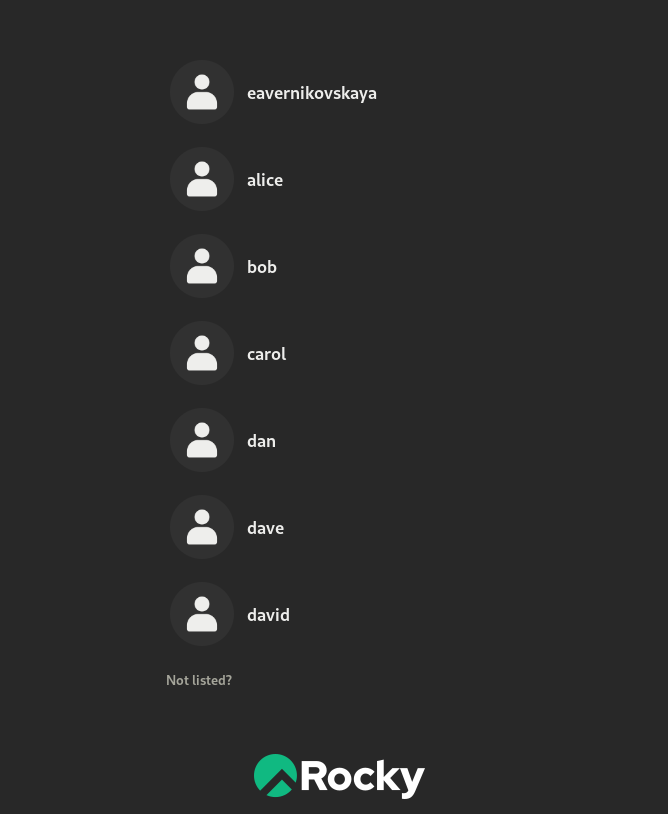 eavernikovskaya
alice
bob
carol
dan
dave
david
Not listed?
Rocky